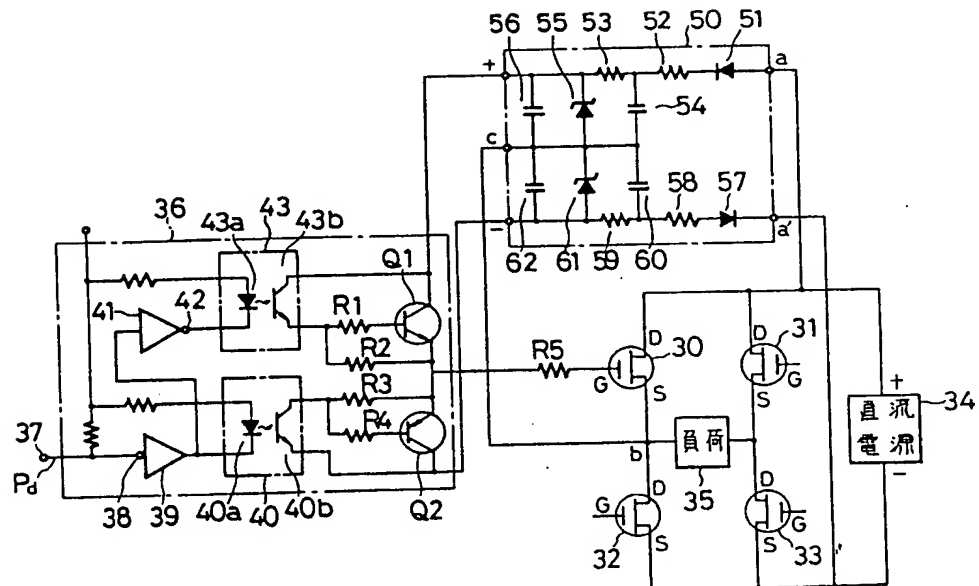 56 55 53 52 50 51
+ a
54
c
58 57
- a'
62 61 59 60
36 43a 43 43b
Q1
41 42
R1
R2
R3
R4
R5
37
Pd
38 39 40a 40 40b
Q2
D 30
G
S
D 31
G
S
+
直流
電源
34
-
b
負荷
35
G D
32 S
D
G
S 33